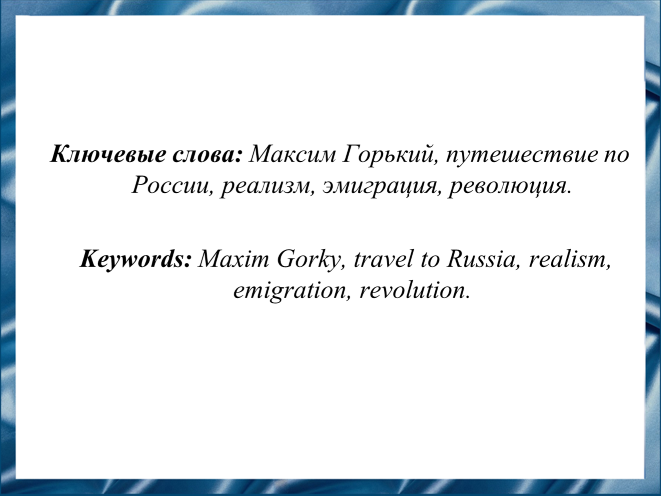 Ключевые слова: Максим Горький, путешествие по
России, реализм, эмиграция, революция.
Keywords: Maxim Gorky, travel to Russia, realism,
emigration, revolution.